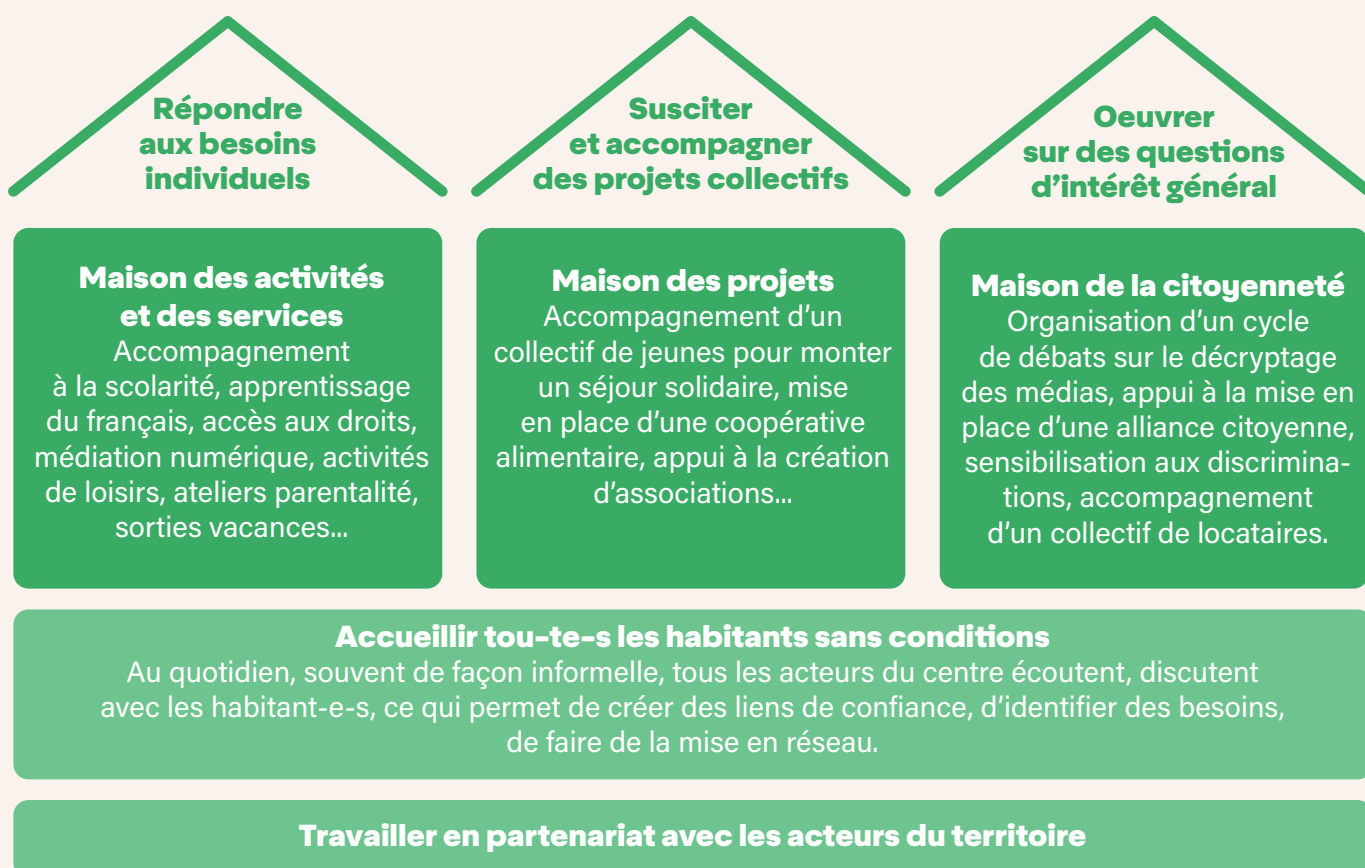 Répondre
aux besoins
individuels
Susciter
et accompagner
des projets collectifs
Oeuvrer
sur des questions
d'intérêt général
Maison des activités
et des services
Accompagnement
à la scolarité, apprentissage
du français, accès aux droits,
médiation numérique, activités
de loisirs, ateliers parentalité,
sorties vacances...
Maison des projets
Accompagnement d'un
collectif de jeunes pour monter
un séjour solidaire, mise
en place d'une coopérative
alimentaire, appui à la création
d'associations...
Maison de la citoyenneté
Organisation d'un cycle
de débats sur le décryptage
des médias, appui à la mise en
place d'une alliance citoyenne,
sensibilisation aux discrimina-
tions, accompagnement
d'un collectif de locataires.
Accueillir tou-te-s les habitants sans conditions
Au quotidien, souvent de façon informelle, tous les acteurs du centre écoutent, discutent
avec les habitant-e-s, ce qui permet de créer des liens de confiance, d'identifier des besoins,
de faire de la mise en réseau.
Travailler en partenariat avec les acteurs du territoire